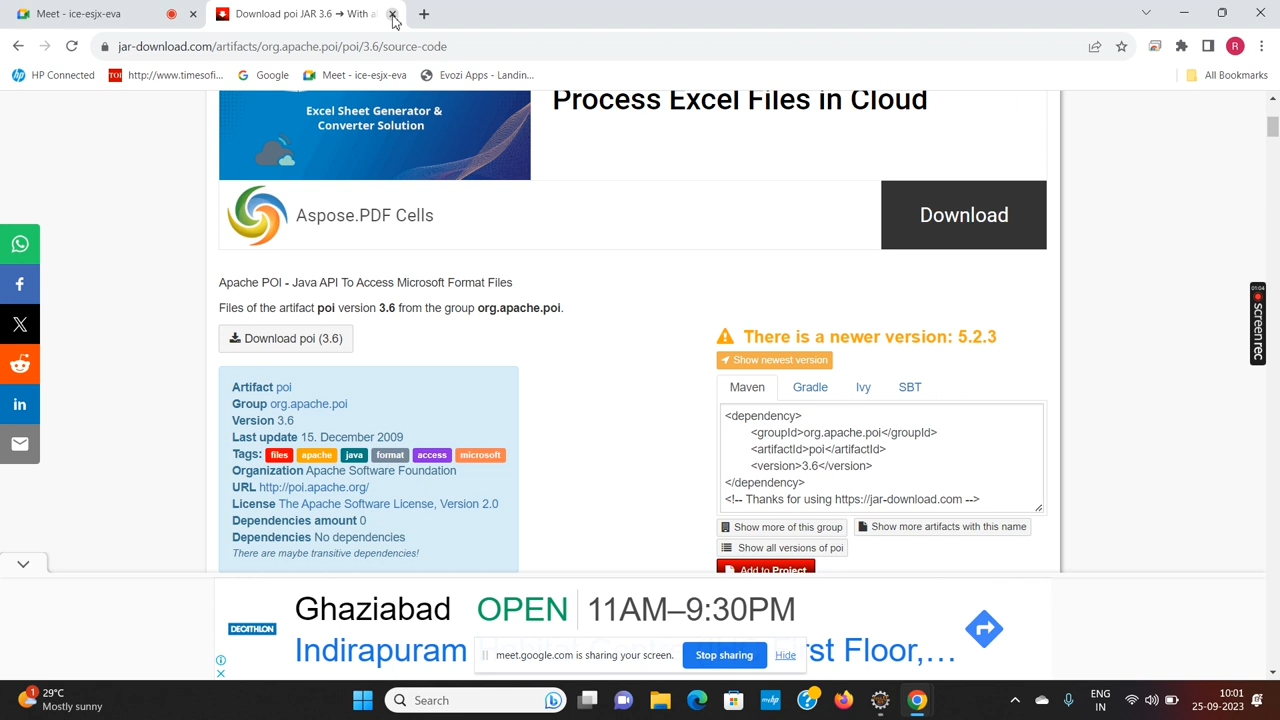 Meet - ice-esjx-eva
Download poi JAR 3.6 ➔ With a
jar-download.com/artifacts/org.apache.poi/poi/3.6/source-code
R
HP Connected
TOI
http://www.timesofi...
Google
Meet - ice-esjx-eva
Evozi Apps - Landin...
All Bookmarks
Excel Sheet Generator &
Converter Solution
Process Excel Files in Cloud
Aspose.PDF Cells
Download
Apache POI - Java API To Access Microsoft Format Files
Files of the artifact poi version 3.6 from the group org.apache.poi.
Download poi (3.6)
There is a newer version: 5.2.3
Show newest version
Maven Gradle Ivy SBT
<dependency>
<groupId>org.apache.poi</groupId>
<artifactId>poi</artifactId>
<version>3.6</version>
</dependency>
<!-- Thanks for using https://jar-download.com -->
Show more of this group
Show more artifacts with this name
Show all versions of poi
Add to Project
Artifact poi
Group org.apache.poi
Version 3.6
Last update 15. December 2009
Tags: files apache java format access microsoft
Organization Apache Software Foundation
URL http://poi.apache.org/
License The Apache Software License, Version 2.0
Dependencies amount 0
Dependencies No dependencies
There are maybe transitive dependencies!
01:04
screenrec
DECATHLON
Ghaziabad OPEN 11AM–9:30PM
Indirapuram
rst Floor,...
meet.google.com is sharing your screen.
Stop sharing
Hide
1
29°C
Mostly sunny
Search
ENG
IN
10:01
25-09-2023